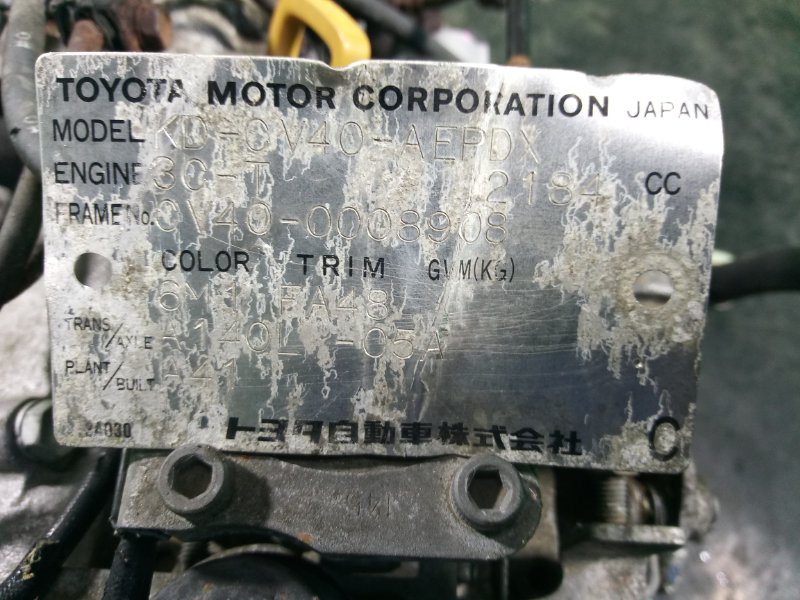 TOYOTA MOTOR CORPORATION JAPAN
MODEL KD-CV40-AEPDX
ENGINE 3C-T 2184 CC
FRAME No. CV40-0008908
COLOR TRIM GVM(KG)
6M1 FA48
TRANS/AXLE A140L -05A
PLANT/BUILT
トヨタ自動車株式会社 C